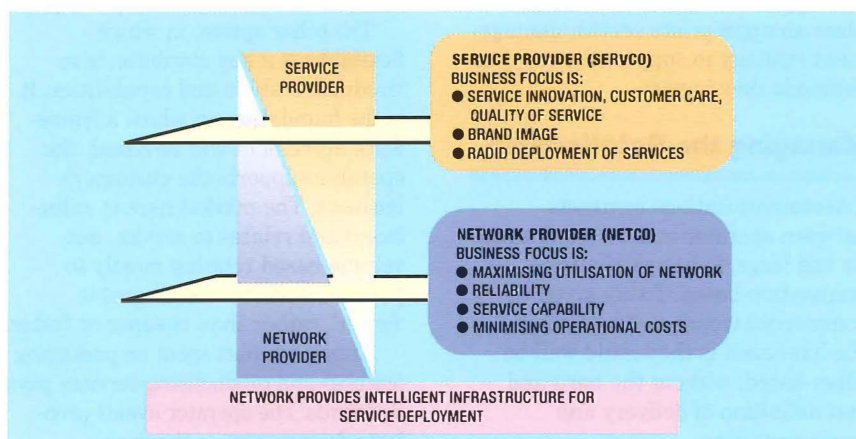 SERVICE
PROVIDER
SERVICE PROVIDER (SERVCO)
BUSINESS FOCUS IS:
● SERVICE INNOVATION, CUSTOMER CARE,
QUALITY OF SERVICE
● BRAND IMAGE
● RADID DEPLOYMENT OF SERVICES
NETWORK PROVIDER (NETCO)
BUSINESS FOCUS IS:
● MAXIMISING UTILISATION OF NETWORK
● RELIABILITY
● SERVICE CAPABILITY
● MINIMISING OPERATIONAL COSTS
NETWORK
PROVIDER
NETWORK PROVIDES INTELLIGENT INFRASTRUCTURE FOR
SERVICE DEPLOYMENT